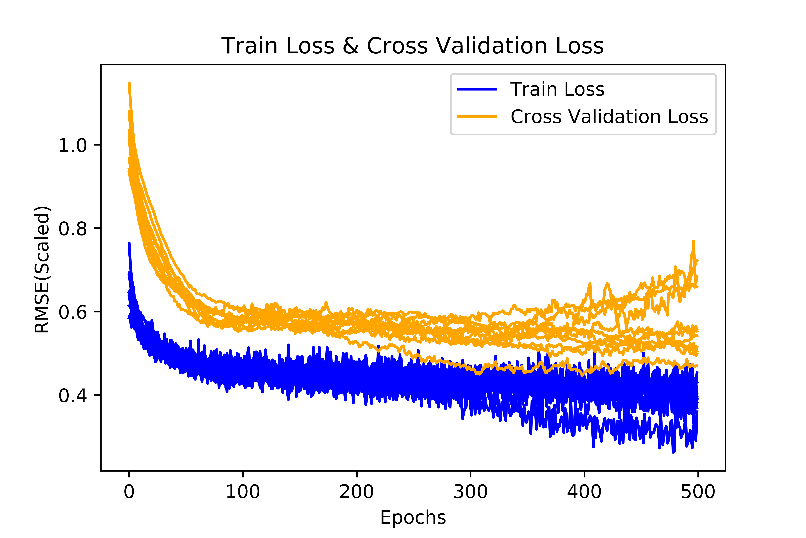 Train Loss & Cross Validation Loss
Train Loss
Cross Validation Loss
RMSE(Scaled)
1.0
0.8
0.6
0.4
0 100 200 300 400 500
Epochs